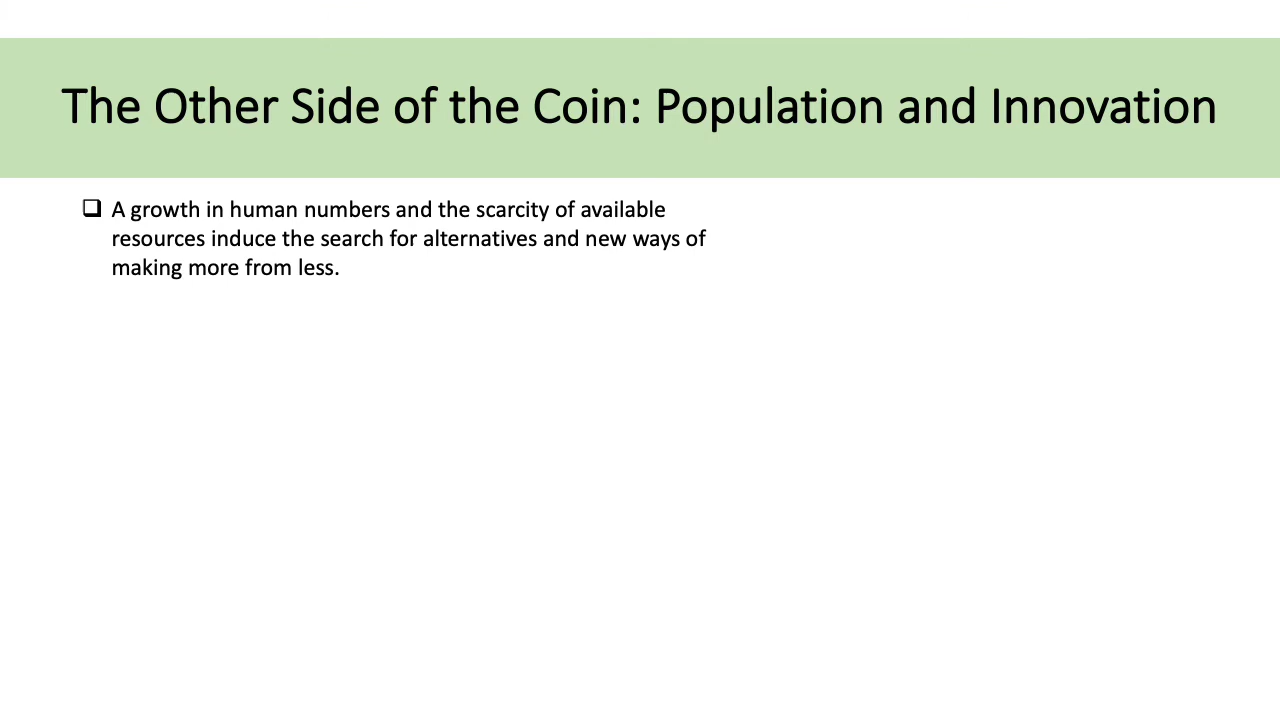 The Other Side of the Coin: Population and Innovation
A growth in human numbers and the scarcity of available
resources induce the search for alternatives and new ways of
making more from less.